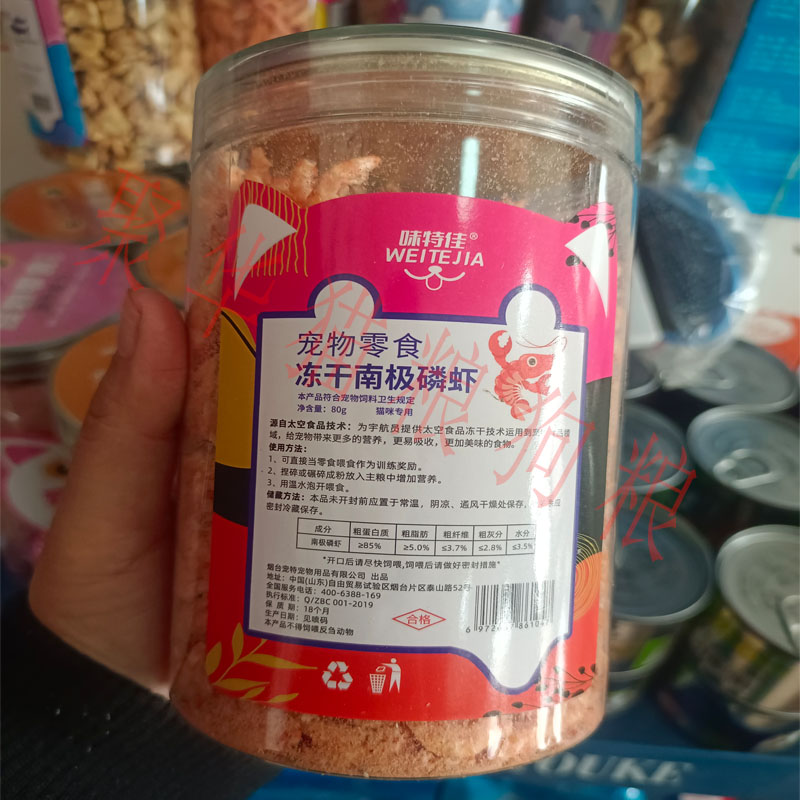 味特佳®
WEITEJIA
宠物零食
冻干南极磷虾
本产品符合宠物饲料卫生规定
净含量：80g 猫咪专用
源自太空食品技术：为宇航员提供太空食品冻干技术运用到
域，给宠物带来更多的营养，更易吸收，更加美味的食物。
使用方法：
1、可直接当零食喂食作为训练奖励。
2、捏碎或碾碎成粉放入主粮中增加营养。
3、用温水泡开喂食。
储藏方法：本品未开封前应置于常温，阴凉、通风干燥处保存，
密封冷藏保存。
成分 粗蛋白质 粗脂肪 粗纤维 粗灰分 水分
南极磷虾 ≥85% ≥5.0% ≤3.7% ≤2.8% ≤3.5%
*开口后请尽快饲喂,饲喂后请做好密封措施*
烟台宠特宠物用品有限公司 出品
地址：中国(山东)自由贸易试验区烟台片区泰山路52号
全国服务电话：400-6388-169
执行标准：Q/ZBC 001-2019
保 质 期：18个月
生产日期：见喷码
本产品不得饲喂反刍动物
合格
聚华猫粮狗粮
OUKE